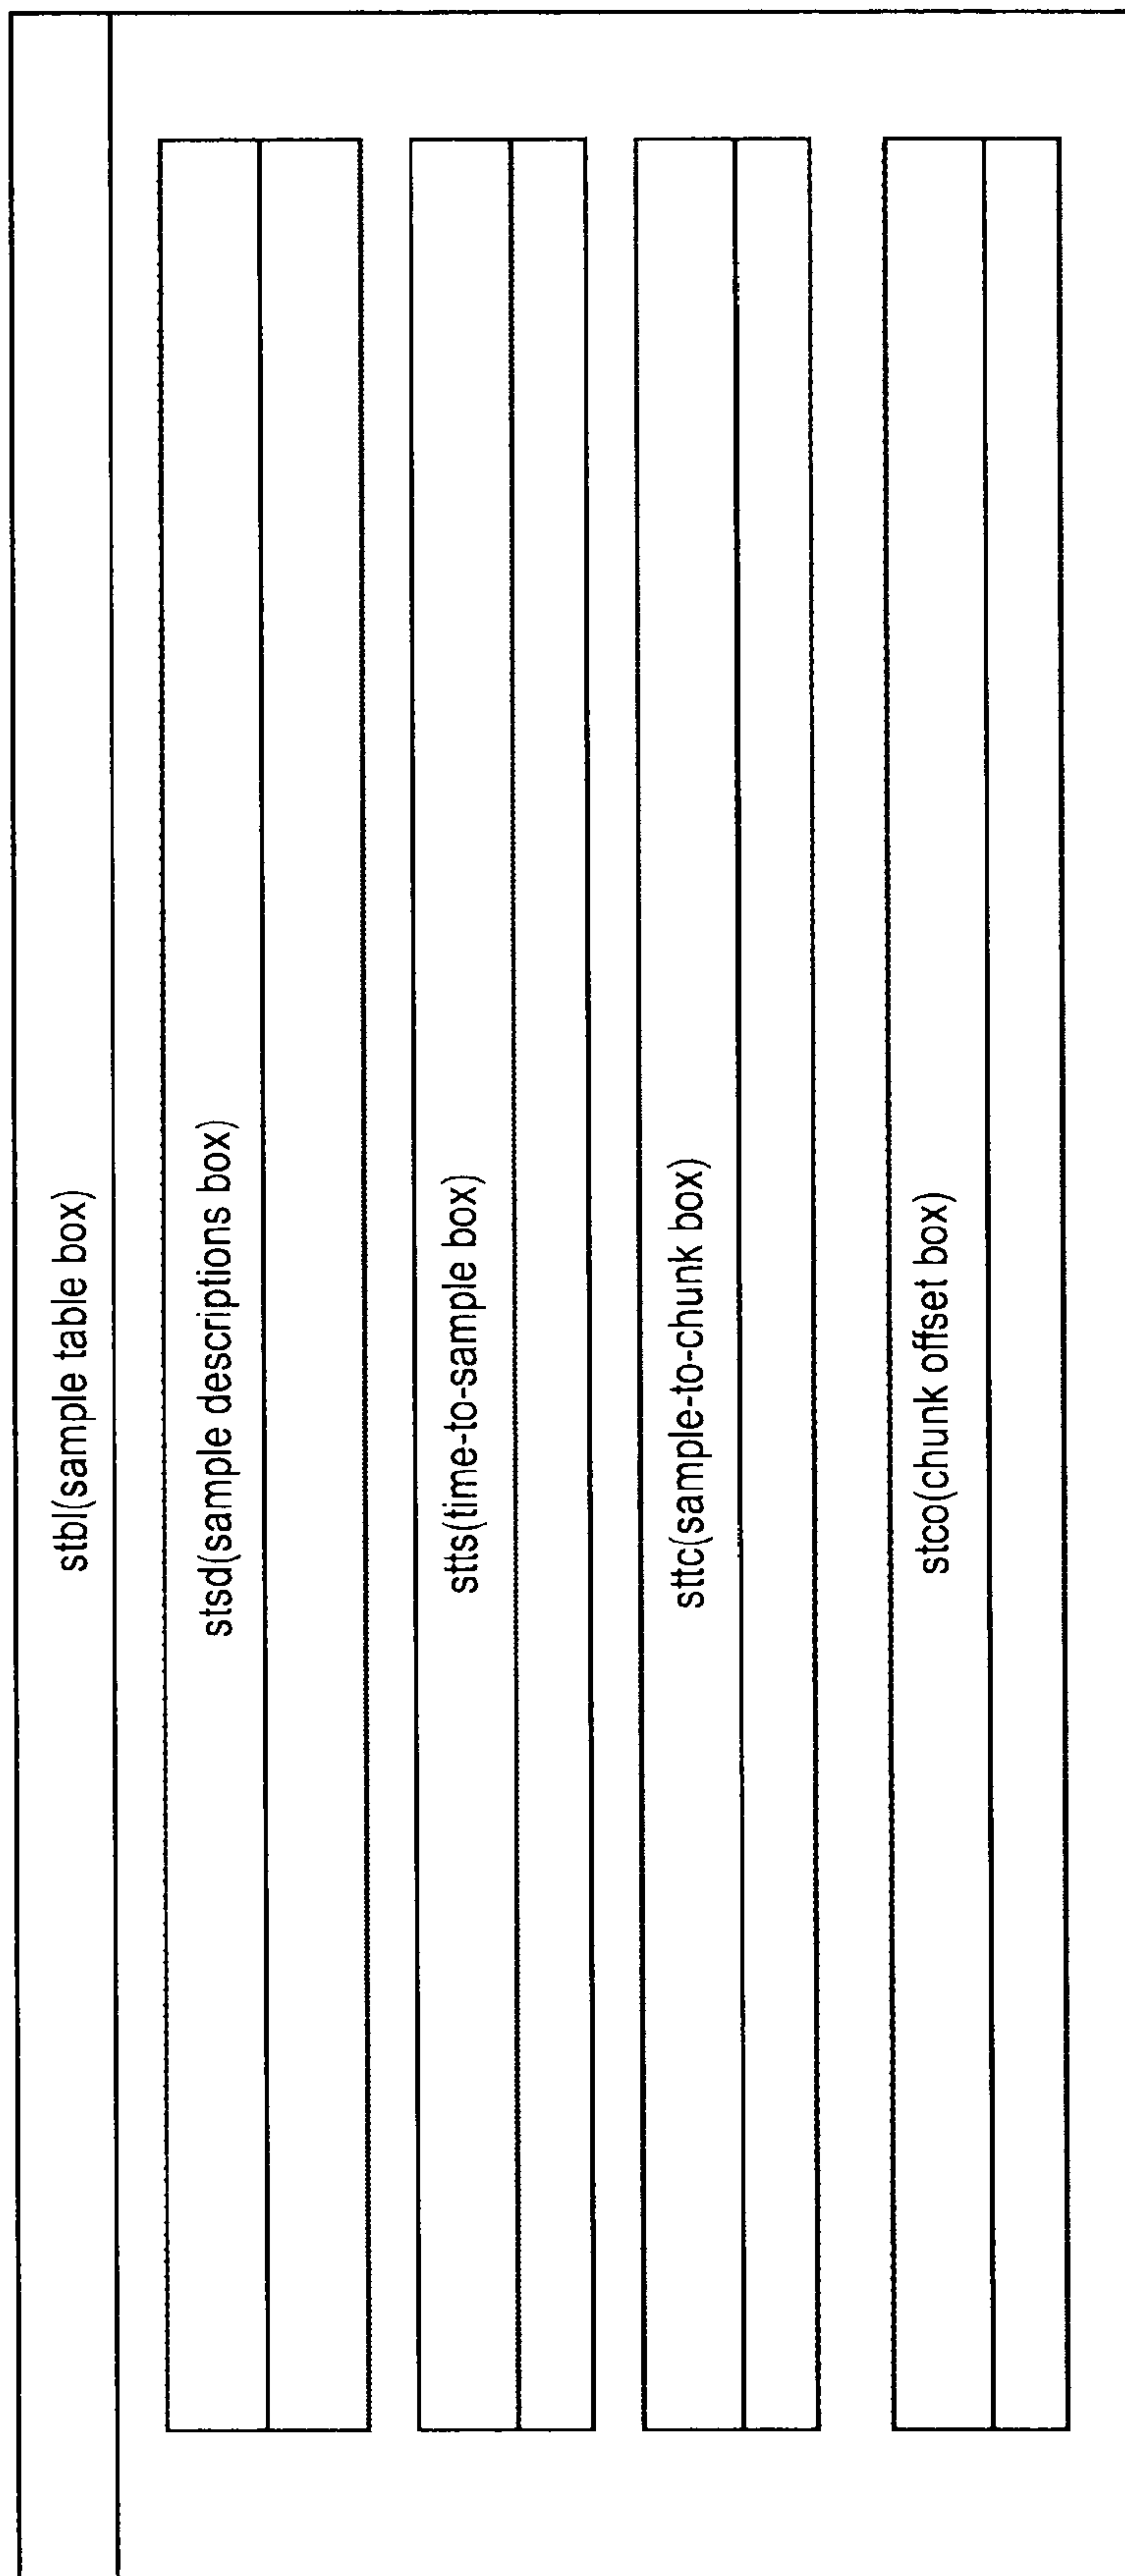 stbl(sample table box)
stsd(sample descriptions box)
stts(time-to-sample box)
sttc(sample-to-chunk box)
stco(chunk offset box)